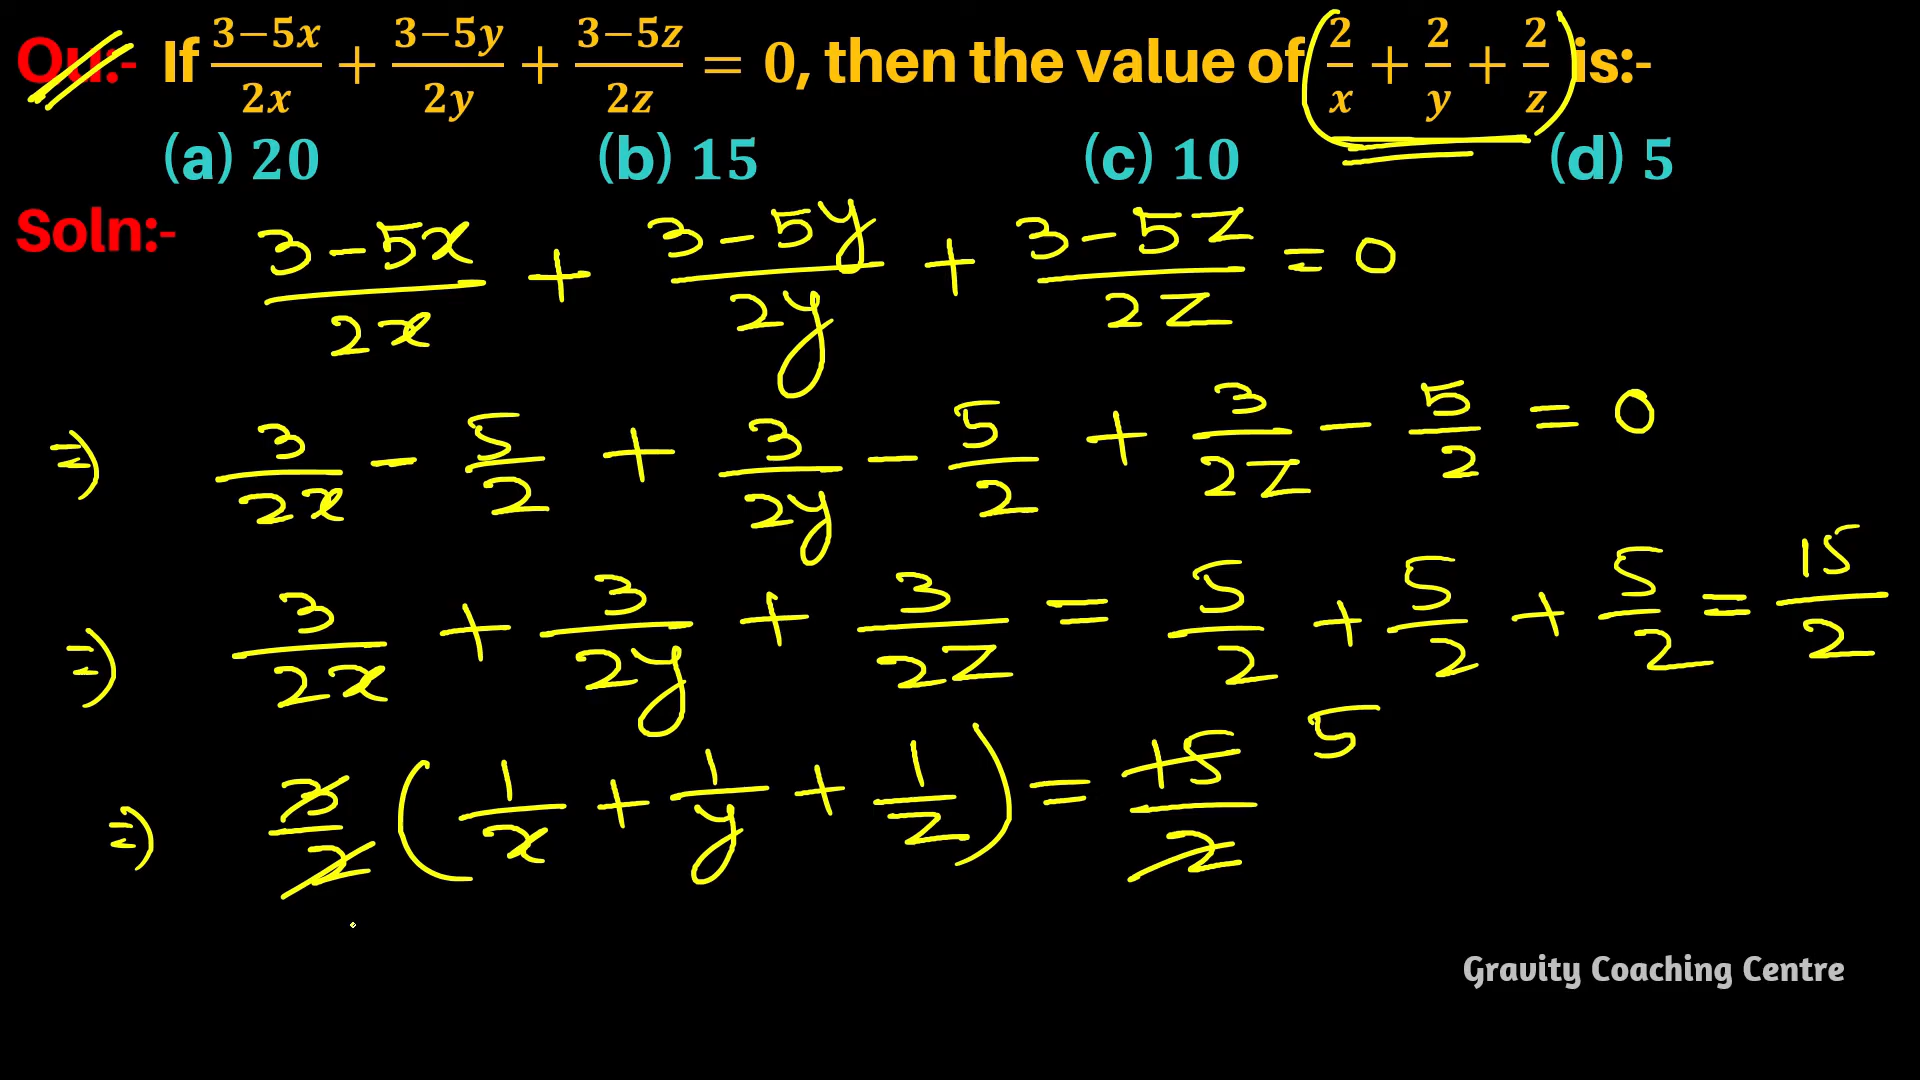 Qu:- If (3−5x)/(2x) + (3−5y)/(2y) + (3−5z)/(2z) = 0, then the value of (2/x + 2/y + 2/z) is:-
(a) 20 (b) 15 (c) 10 (d) 5
Soln:- (3−5x)/(2x) + (3−5y)/(2y) + (3−5z)/(2z) = 0
⇒ 3/(2x) − 5/2 + 3/(2y) − 5/2 + 3/(2z) − 5/2 = 0
⇒ 3/(2x) + 3/(2y) + 3/(2z) = 5/2 + 5/2 + 5/2 = 15/2
⇒ 3/2 (1/x + 1/y + 1/z) = 15/2 5
Gravity Coaching Centre